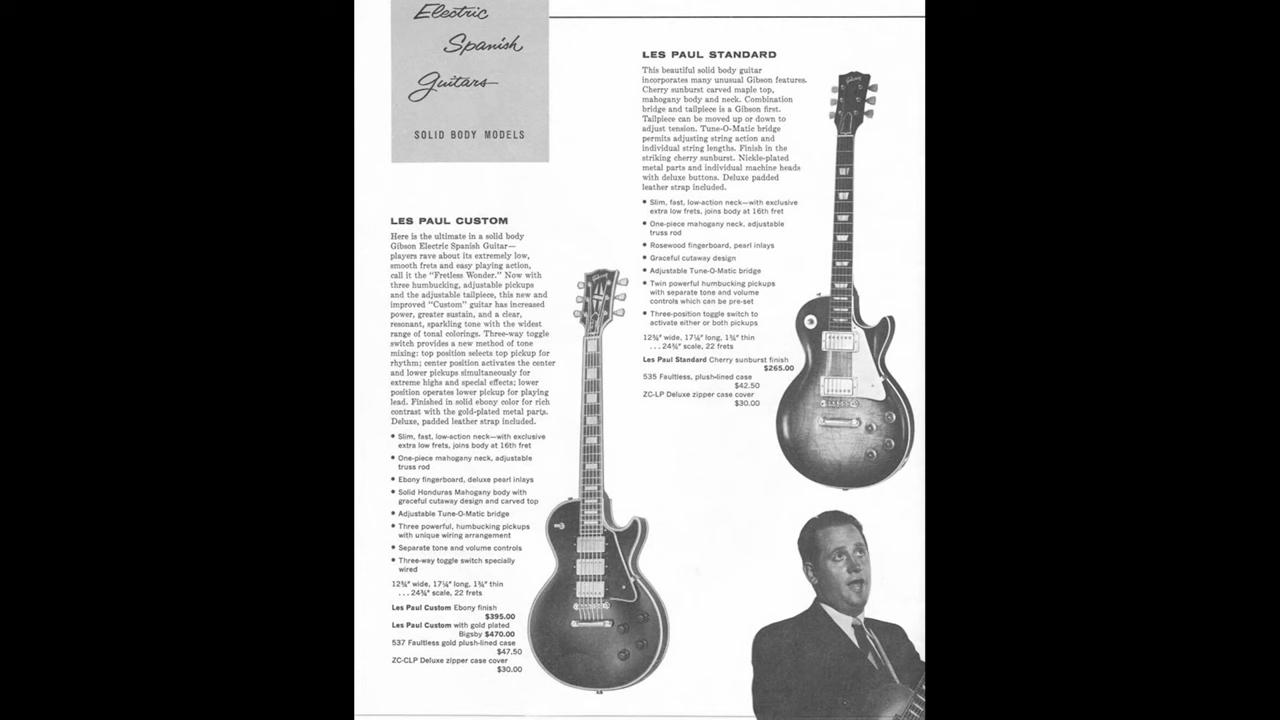 Electric
Spanish
Guitars
SOLID BODY MODELS
LES PAUL CUSTOM
Here is the ultimate in a solid body
Gibson Electric Spanish Guitar—
players rave about its extremely low,
smooth frets and easy playing action,
call it the "Fretless Wonder." Now with
three humbucking, adjustable pickups
and the adjustable tailpiece, this new and
improved "Custom" guitar has increased
power, greater sustain, and a clear,
resonant, sparkling tone with the widest
range of tonal colorings. Three-way toggle
switch provides a new method of tone
mixing: top position selects top pickup for
rhythm; center position activates the center
and lower pickups simultaneously for
extreme highs and special effects; lower
position operates lower pickup for playing
lead. Finished in solid ebony color for rich
contrast with the gold-plated metal parts.
Deluxe, padded leather strap included.
• Slim, fast, low-action neck—with exclusive
extra low frets, joins body at 16th fret
• One-piece mahogany neck, adjustable
truss rod
• Ebony fingerboard, deluxe pearl inlays
• Solid Honduras Mahogany body with
graceful cutaway design and carved top
• Adjustable Tune-O-Matic bridge
• Three powerful, humbucking pickups
with unique wiring arrangement
• Separate tone and volume controls
• Three-way toggle switch specially
wired
12¾" wide, 17¼" long, 1¾" thin
. . . 24¾" scale, 22 frets
Les Paul Custom Ebony finish
$395.00
Les Paul Custom with gold plated
Bigsby $470.00
537 Faultless gold plush-lined case
$47.50
ZC-CLP Deluxe zipper case cover
$30.00
LES PAUL STANDARD
This beautiful solid body guitar
incorporates many unusual Gibson features.
Cherry sunburst carved maple top,
mahogany body and neck. Combination
bridge and tailpiece is a Gibson first.
Tailpiece can be moved up or down to
adjust tension. Tune-O-Matic bridge
permits adjusting string action and
individual string lengths. Finish in the
striking cherry sunburst. Nickle-plated
metal parts and individual machine heads
with deluxe buttons. Deluxe padded
leather strap included.
• Slim, fast, low-action neck—with exclusive
extra low frets, joins body at 16th fret
• One-piece mahogany neck, adjustable
truss rod
• Rosewood fingerboard, pearl inlays
• Graceful cutaway design
• Adjustable Tune-O-Matic bridge
• Twin powerful humbucking pickups
with separate tone and volume
controls which can be pre-set
• Three-position toggle switch to
activate either or both pickups
12¾" wide, 17¼" long, 1¾" thin
. . . 24¾" scale, 22 frets
Les Paul Standard Cherry sunburst finish
$265.00
535 Faultless, plush-lined case
$42.50
ZC-LP Deluxe zipper case cover
$30.00
Gibson
Gibson